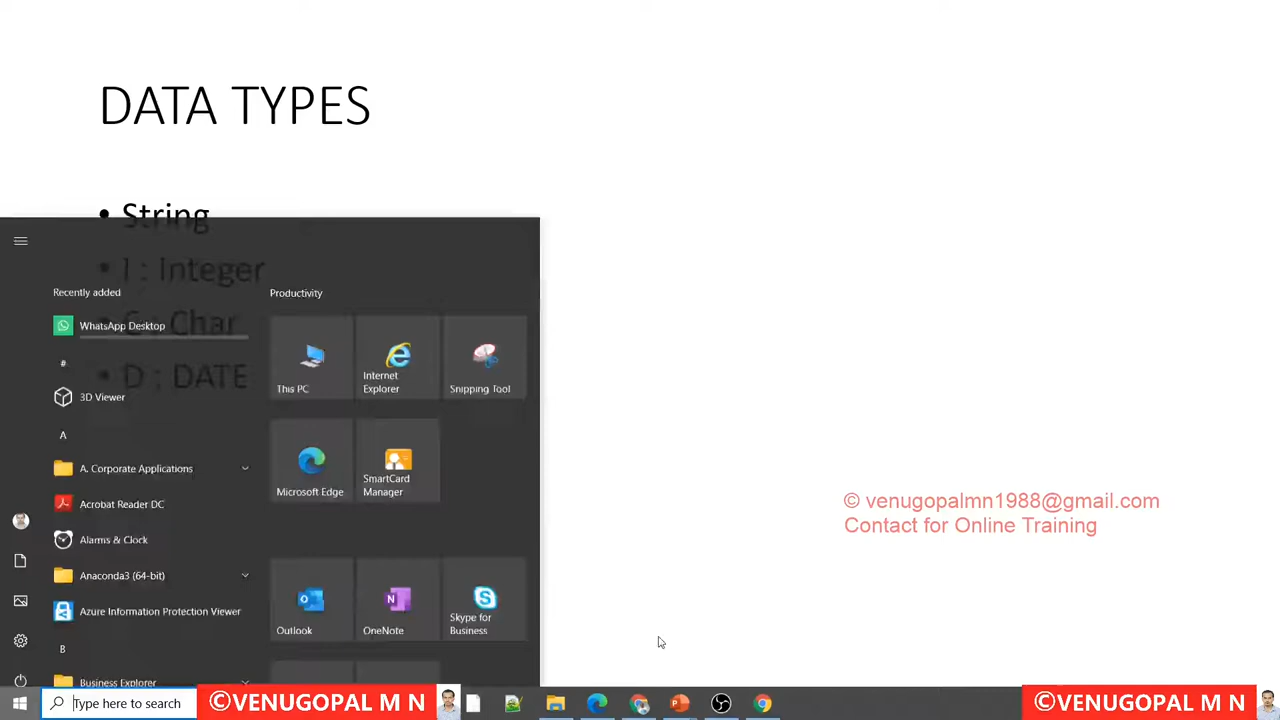 DATA TYPES
• String
• I : Integer
• C : Char
• D : DATE
Recently added
WhatsApp Desktop
#
3D Viewer
A
A. Corporate Applications
Acrobat Reader DC
Alarms & Clock
Anaconda3 (64-bit)
Azure Information Protection Viewer
B
Business Explorer
Productivity
This PC
Internet
Explorer
Snipping Tool
Microsoft Edge
SmartCard
Manager
Outlook
OneNote
Skype for
Business
© venugopalmn1988@gmail.com
Contact for Online Training
Type here to search
©VENUGOPAL M N
©VENUGOPAL M N